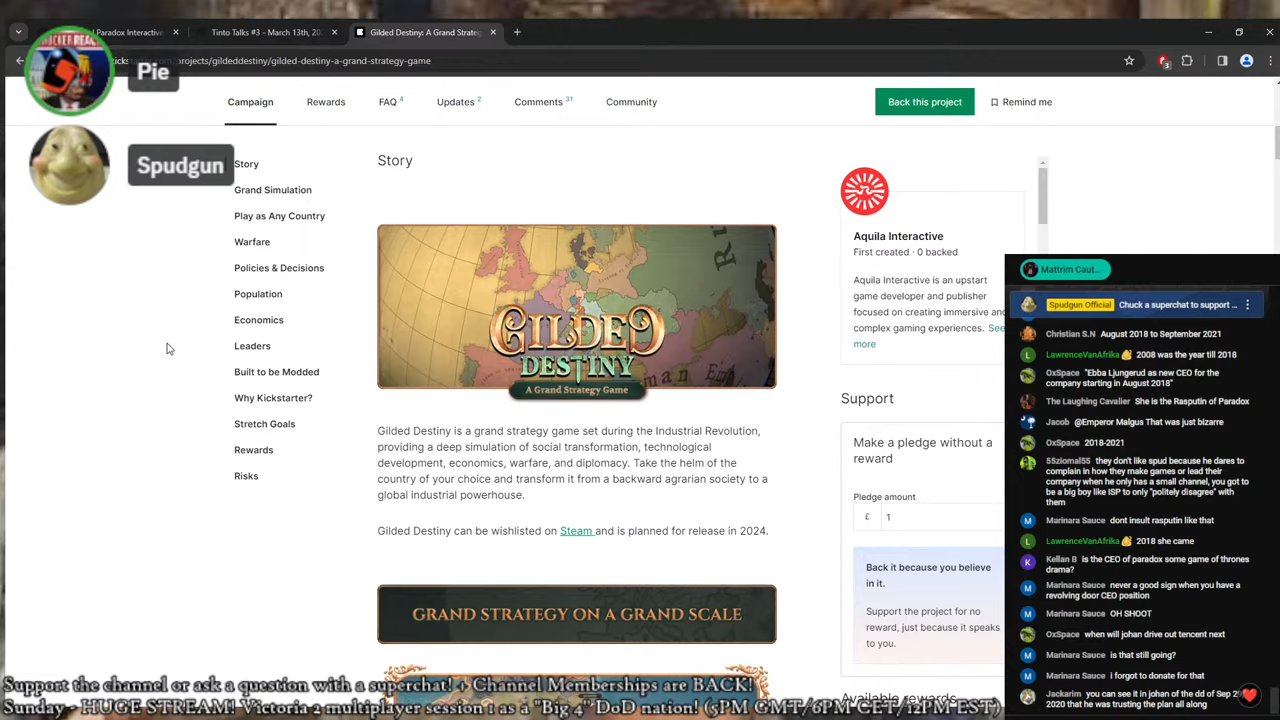 Paradox Interactive
Tinto Talks #3 - March 13th, 20
Gilded Destiny: A Grand Strateg
projects/gildeddestiny/gilded-destiny-a-grand-strategy-game
3
Pie
Spudgun
Campaign
Rewards
FAQ 4
Updates 2
Comments 31
Community
Back this project
Remind me
Story
Grand Simulation
Play as Any Country
Warfare
Policies & Decisions
Population
Economics
Leaders
Built to be Modded
Why Kickstarter?
Stretch Goals
Rewards
Risks
Story
GILDED
DESTINY
A Grand Strategy Game
Gilded Destiny is a grand strategy game set during the Industrial Revolution,
providing a deep simulation of social transformation, technological
development, economics, warfare, and diplomacy. Take the helm of the
country of your choice and transform it from a backward agrarian society to a
global industrial powerhouse.
Gilded Destiny can be wishlisted on Steam and is planned for release in 2024.
GRAND STRATEGY ON A GRAND SCALE
Aquila Interactive
First created · 0 backed
Aquila Interactive is an upstart
game developer and publisher
focused on creating immersive and
complex gaming experiences. See
more
Support
Make a pledge without a
reward
Pledge amount
£ 1
Back it because you believe
in it.
Support the project for no
reward, just because it speaks
to you.
Available rewards
Mattrim Caut...
Spudgun Official Chuck a superchat to support ...
Christian S.N August 2018 to September 2021
LawrenceVanAfrika 2008 was the year till 2018
OxSpace "Ebba Ljungerud as new CEO for the
company starting in August 2018"
The Laughing Cavalier She is the Rasputin of Paradox
Jacob @Emperor Malgus That was just bizarre
OxSpace 2018-2021
55ziomal55 they don't like spud because he dares to
complain in how they make games or lead their
company when he only has a small channel, you got to
be a big boy like ISP to only "politely disagree" with
them
Marinara Sauce dont insult rasputin like that
LawrenceVanAfrika 2018 she came
Kellan B is the CEO of paradox some game of thrones
drama?
Marinara Sauce never a good sign when you have a
revolving door CEO position
Marinara Sauce OH SHOOT
OxSpace when will johan drive out tencent next
Marinara Sauce is that still going?
Marinara Sauce i forgot to donate for that
Jackarim you can see it in johan of the dd of Sep 29
2020 that he was trusting the plan all along
Support the channel or ask a question with a superchat! + Channel Memberships are BACK!
Sunday - HUGE STREAM! Victoria 2 multiplayer session 1 as a "Big 4" DoD nation! (5PM GMT/6PM CET/12PM EST)